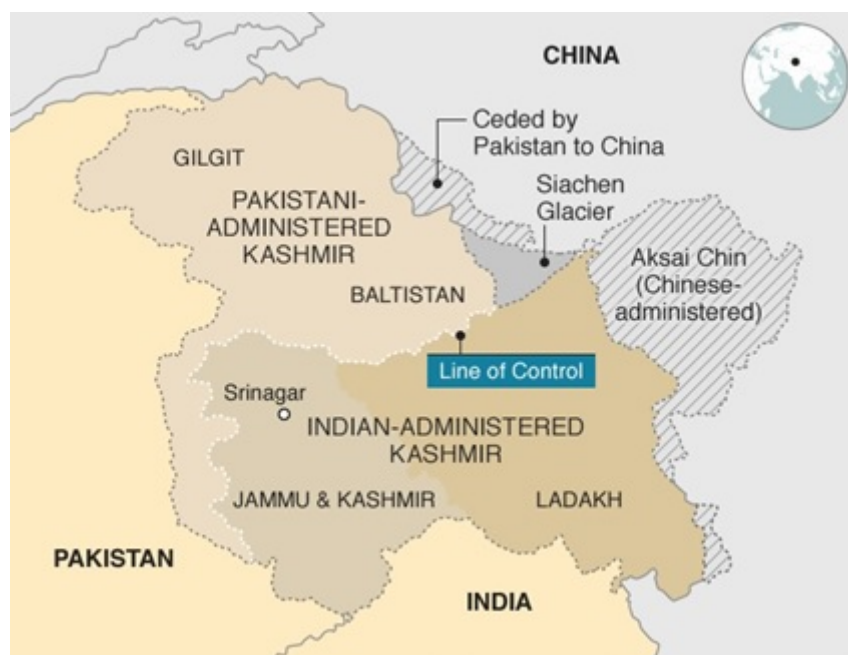 CHINA
Ceded by
Pakistan to China
GILGIT
Siachen
Glacier
PAKISTANI-
ADMINISTERED
KASHMIR
Aksai Chin
(Chinese-
administered)
BALTISTAN
Line of Control
Srinagar
INDIAN-ADMINISTERED
KASHMIR
JAMMU & KASHMIR
LADAKH
PAKISTAN
INDIA